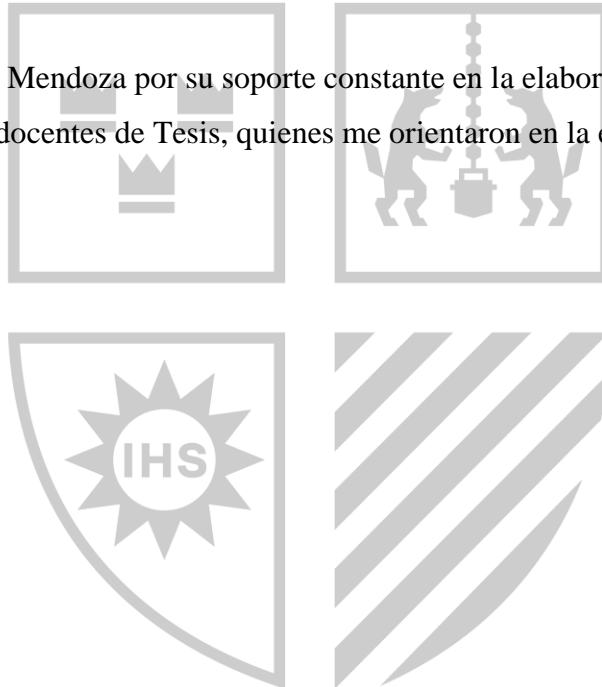 Mendoza por su soporte constante en la elabor
docentes de Tesis, quienes me orientaron en la
IHS